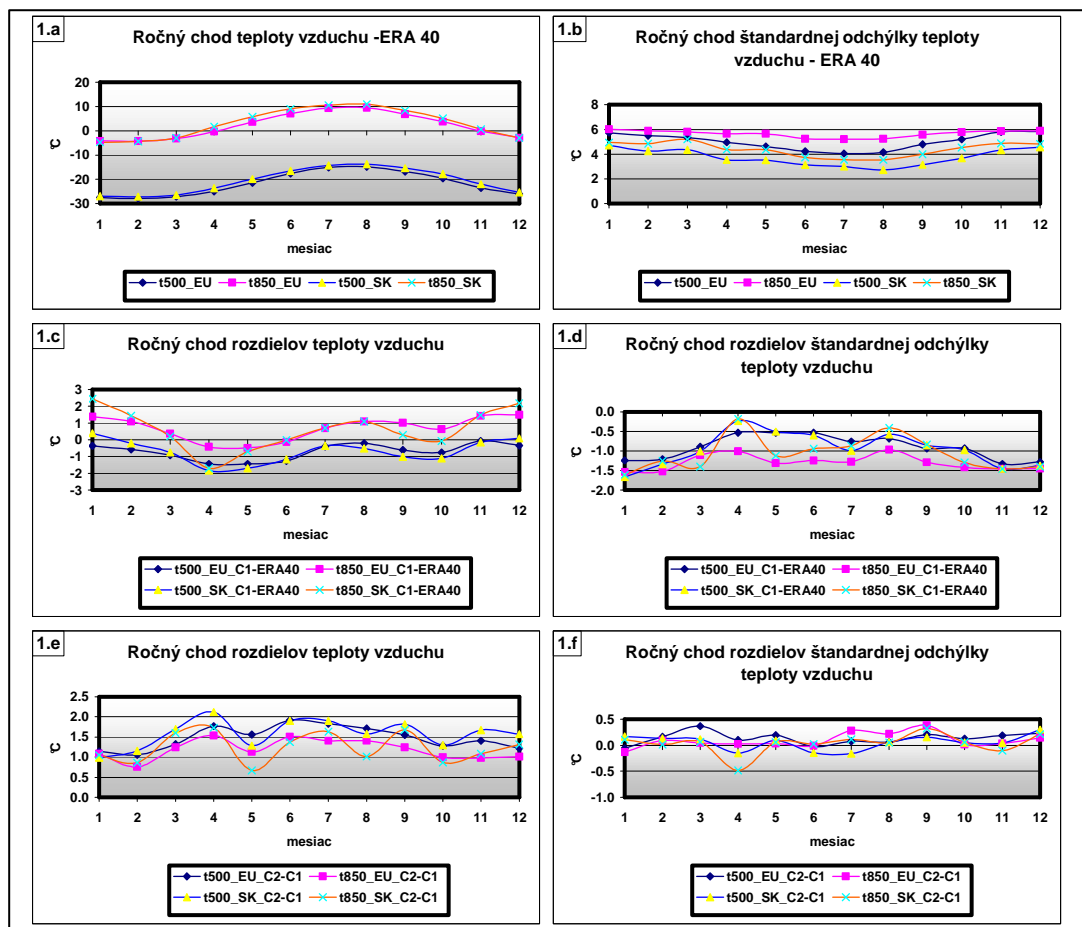 1.a
Ročný chod teploty vzduchu -ERA 40
20
10
0
-10
-20
-30
°C
1 2 3 4 5 6 7 8 9 10 11 12
mesiac
t500_EU t850_EU t500_SK t850_SK
1.b
Ročný chod štandardnej odchýlky teploty
vzduchu - ERA 40
8
6
4
2
0
°C
1 2 3 4 5 6 7 8 9 10 11 12
mesiac
t500_EU t850_EU t500_SK t850_SK
1.c
Ročný chod rozdielov teploty vzduchu
3
2
1
0
-1
-2
-3
°C
1 2 3 4 5 6 7 8 9 10 11 12
mesiac
t500_EU_C1-ERA40 t850_EU_C1-ERA40
t500_SK_C1-ERA40 t850_SK_C1-ERA40
1.d
Ročný chod rozdielov štandardnej odchýlky
teploty vzduchu
0.0
-0.5
-1.0
-1.5
-2.0
°C
1 2 3 4 5 6 7 8 9 10 11 12
mesiac
t500_EU_C1-ERA40 t850_EU_C1-ERA40
t500_SK_C1-ERA40 t850_SK_C1-ERA40
1.e
Ročný chod rozdielov teploty vzduchu
2.5
2.0
1.5
1.0
0.5
0.0
°C
1 2 3 4 5 6 7 8 9 10 11 12
mesiac
t500_EU_C2-C1 t850_EU_C2-C1
t500_SK_C2-C1 t850_SK_C2-C1
1.f
Ročný chod rozdielov štandardnej odchýlky
teploty vzduchu
0.5
0.0
-0.5
-1.0
°C
1 2 3 4 5 6 7 8 9 10 11 12
mesiac
t500_EU_C2-C1 t850_EU_C2-C1
t500_SK_C2-C1 t850_SK_C2-C1